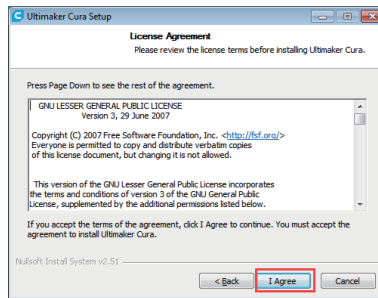 Ultimaker Cura Setup
License Agreement
Please review the license terms before installing Ultimaker Cura.
Press Page Down to see the rest of the agreement.
GNU LESSER GENERAL PUBLIC LICENSE
Version 3, 29 June 2007
Copyright (C) 2007 Free Software Foundation, Inc. <http://fsf.org/>
Everyone is permitted to copy and distribute verbatim copies
of this license document, but changing it is not allowed.
This version of the GNU Lesser General Public License incorporates
the terms and conditions of version 3 of the GNU General Public
License, supplemented by the additional permissions listed below.
If you accept the terms of the agreement, click I Agree to continue. You must accept the
agreement to install Ultimaker Cura.
Nullsoft Install System v2.51
< Back I Agree Cancel